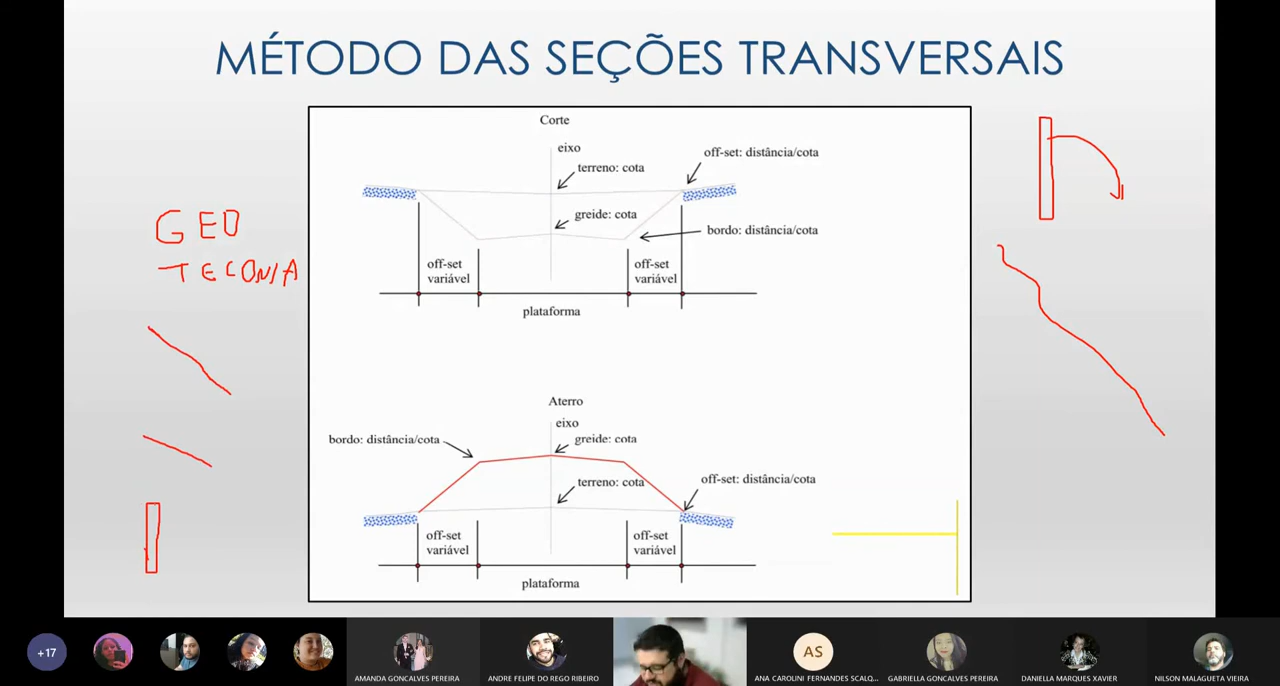 MÉTODO DAS SEÇÕES TRANSVERSAIS
Corte
eixo
terreno: cota
off-set: distância/cota
greide: cota
bordo: distância/cota
off-set
variável
off-set
variável
plataforma
GEO
TECONIA
Aterro
eixo
bordo: distância/cota
greide: cota
terreno: cota
off-set: distância/cota
off-set
variável
off-set
variável
plataforma
+17
AMANDA GONCALVES PEREIRA
ANDRE FELIPE DO REGO RIBEIRO
AS
ANA CAROLINI FERNANDES SCALQ...
GABRIELLA GONCALVES PEREIRA
DANIELLA MARQUES XAVIER
NILSON MALAGUETA VIEIRA